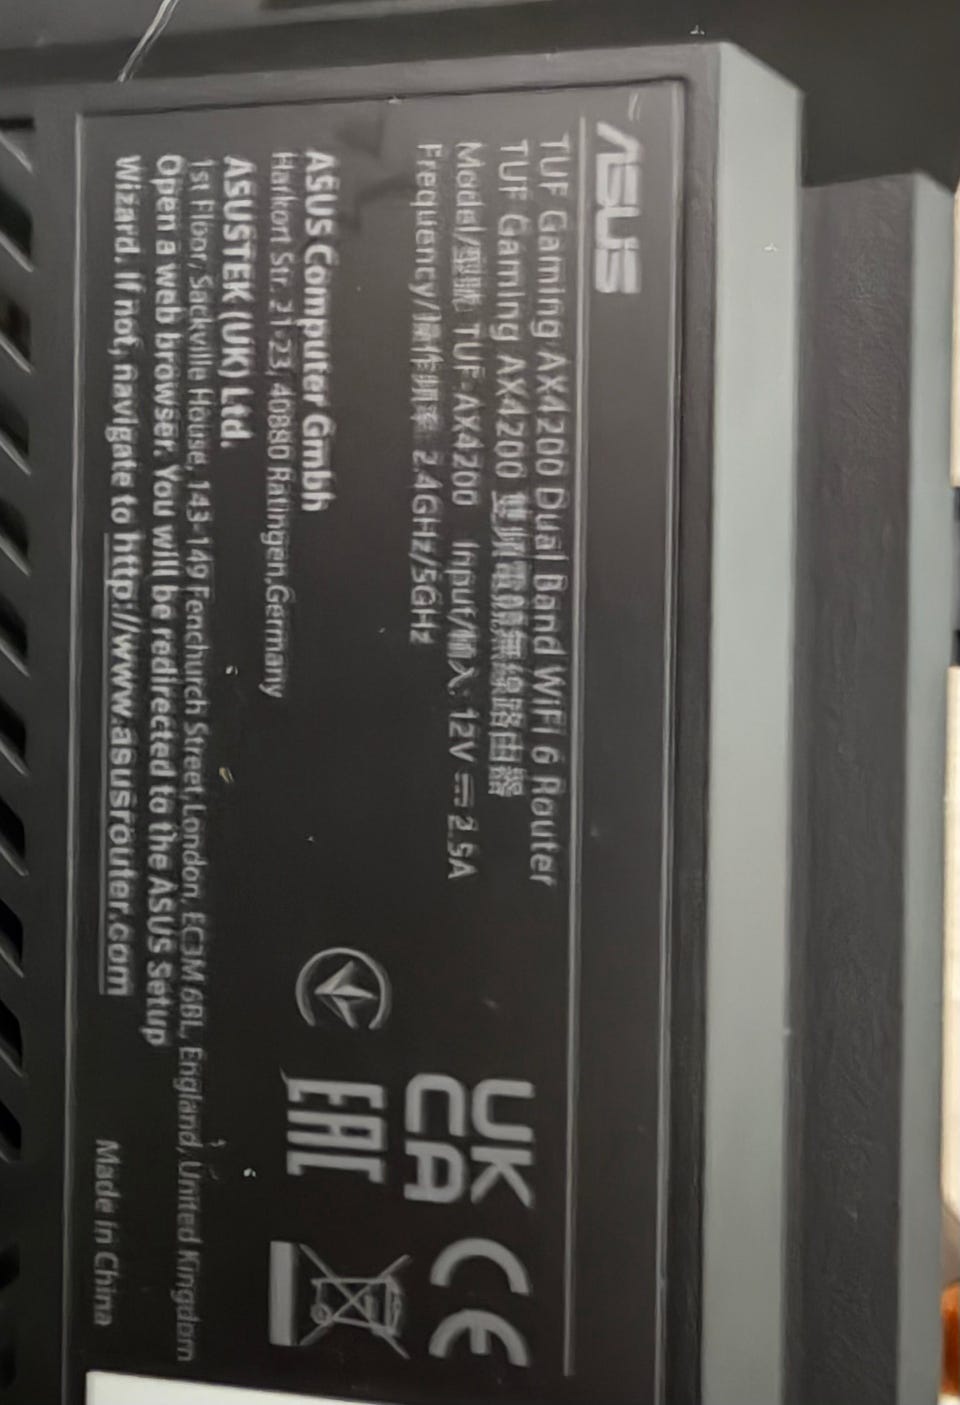 ASUS
TUF Gaming AX4200 Dual Band WiFi 6 Router
TUF Gaming AX4200 雙頻電競無線路由器
Model/型號: TUF-AX4200 Input/輸入: 12V ⎓ 2.5A
Frequency/操作頻率: 2.4GHz/5GHz
ASUS Computer Gmbh
Harkort Str. 21-23, 40880 Ratingen,Germany
ASUSTEK (UK) Ltd.
1st Floor, Sackville House, 143-149 Fenchurch Street,London, EC3M 6BL, England, United Kingdom
Open a web browser. You will be redirected to the ASUS Setup
Wizard. If not, navigate to http://www.asusrouter.com
UK
CA
CE
EAC
Made in China